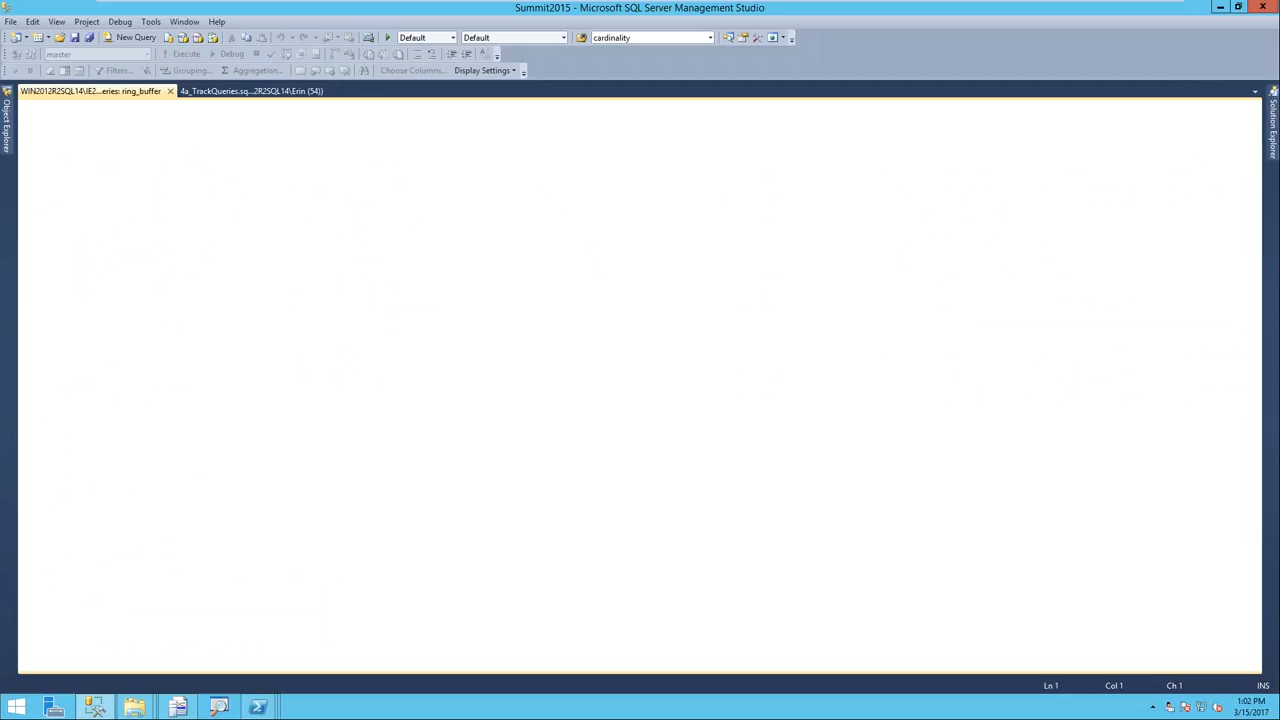 Summit2015 - Microsoft SQL Server Management Studio
File Edit View Project Debug Tools Window Help
New Query Default Default cardinality
master Execute Debug
Filters... Grouping... Σ Aggregation... Choose Columns... Display Settings
WIN2012R2SQL14\IE2...eries: ring_buffer 4a_TrackQueries.sq...2R2SQL14\Erin (54))
Object Explorer
Solution Explorer
Ln 1 Col 1 Ch 1 INS
1:02 PM
3/15/2017